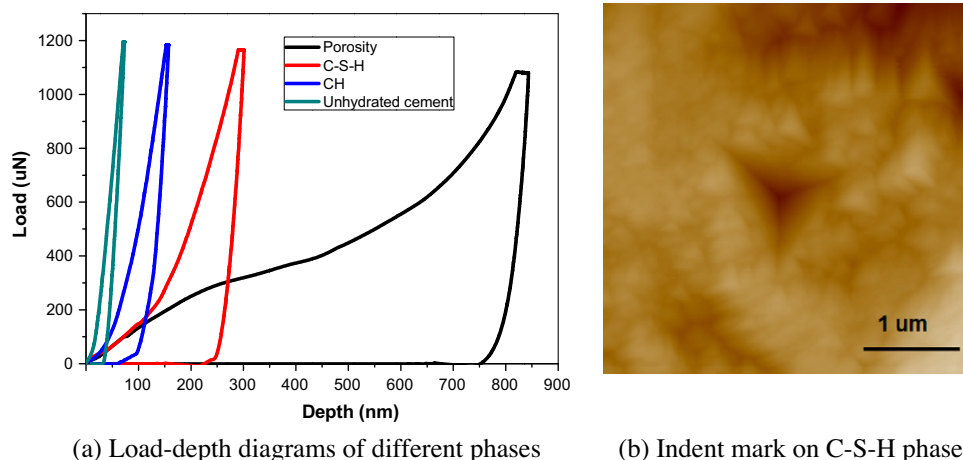 1200
1000
800
600
400
200
0
Load (uN)
Porosity
C-S-H
CH
Unhydrated cement
0 100 200 300 400 500 600 700 800 900
Depth (nm)
1 um
(a) Load-depth diagrams of different phases
(b) Indent mark on C-S-H phase